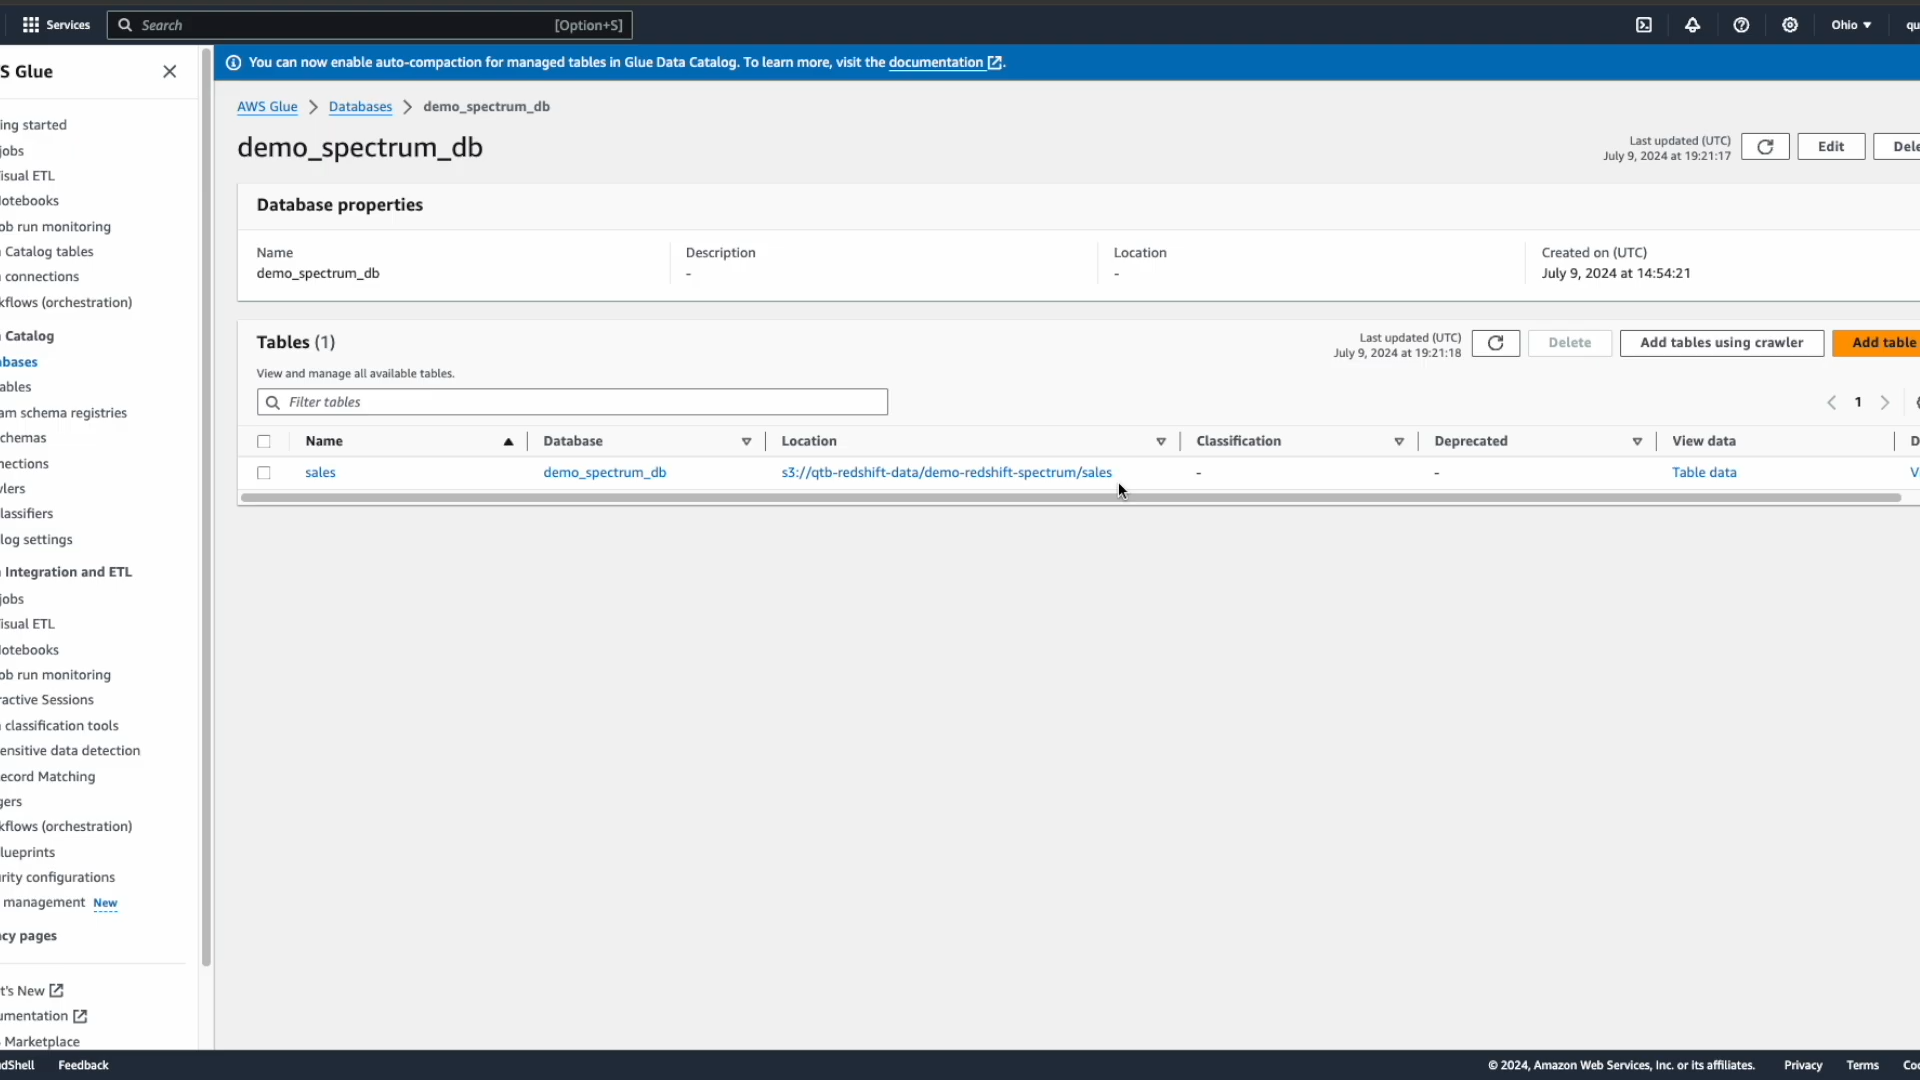 Services
Search [Option+S]
Ohio
qu
S Glue
You can now enable auto-compaction for managed tables in Glue Data Catalog. To learn more, visit the documentation.
AWS Glue > Databases > demo_spectrum_db
demo_spectrum_db
Last updated (UTC)
July 9, 2024 at 19:21:17
Edit
Dele
Database properties
Name
demo_spectrum_db
Description
-
Location
-
Created on (UTC)
July 9, 2024 at 14:54:21
Tables (1)
View and manage all available tables.
Last updated (UTC)
July 9, 2024 at 19:21:18
Delete
Add tables using crawler
Add table
Filter tables
1
Name Database Location Classification Deprecated View data D
sales demo_spectrum_db s3://qtb-redshift-data/demo-redshift-spectrum/sales - - Table data V
ing started
jobs
isual ETL
lotebooks
ob run monitoring
Catalog tables
connections
kflows (orchestration)
Catalog
abases
ables
am schema registries
chemas
nections
vlers
lassifiers
log settings
Integration and ETL
jobs
isual ETL
lotebooks
ob run monitoring
ractive Sessions
classification tools
ensitive data detection
ecord Matching
gers
kflows (orchestration)
lueprints
rity configurations
management New
cy pages
t's New
umentation
Marketplace
dShell
Feedback
© 2024, Amazon Web Services, Inc. or its affiliates.
Privacy
Terms
Coo